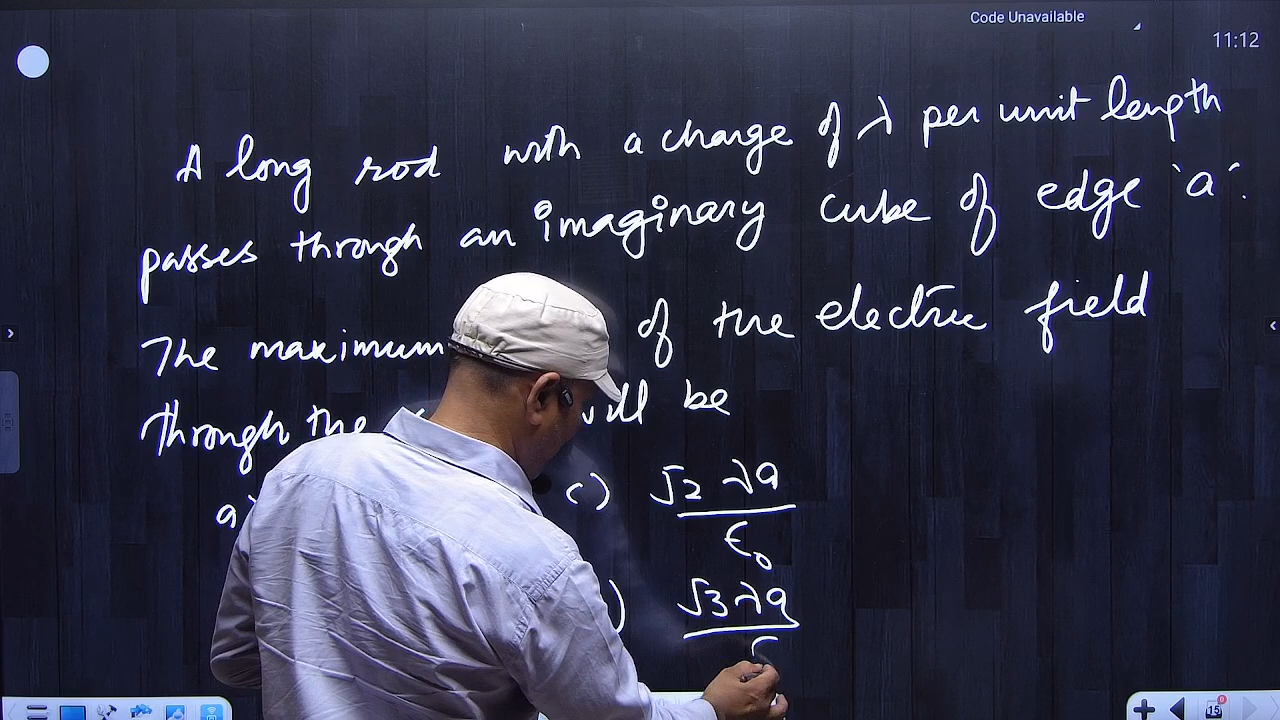 Code Unavailable
11:12
A long rod with a charge of λ per unit length
passes through an imaginary cube of edge 'a'.
The maximum of the electric field
through the will be
a) c) √2 λa / ε₀
) √3 λa
15